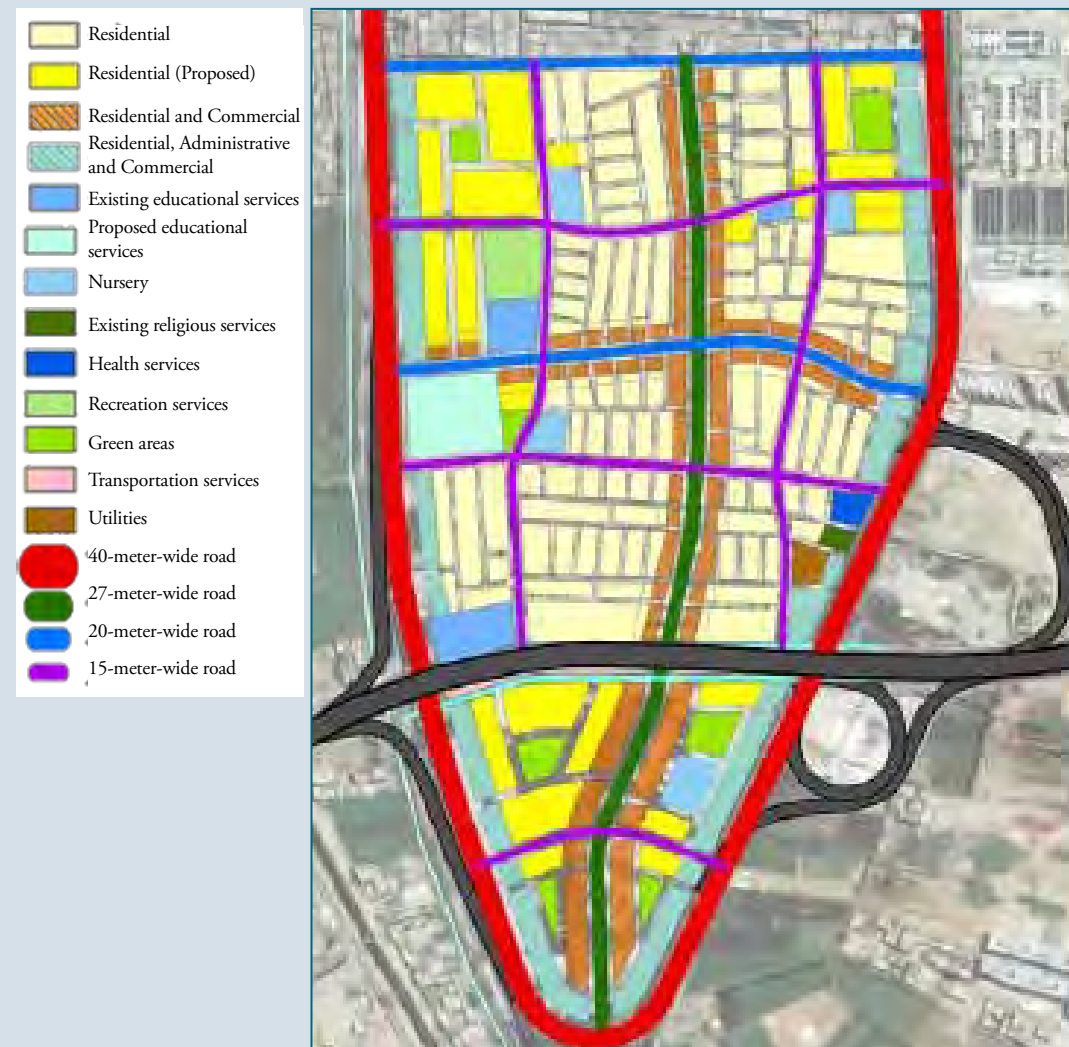 Residential
Residential (Proposed)
Residential and Commercial
Residential, Administrative
and Commercial
Existing educational services
Proposed educational
services
Nursery
Existing religious services
Health services
Recreation services
Green areas
Transportation services
Utilities
40-meter-wide road
27-meter-wide road
20-meter-wide road
15-meter-wide road